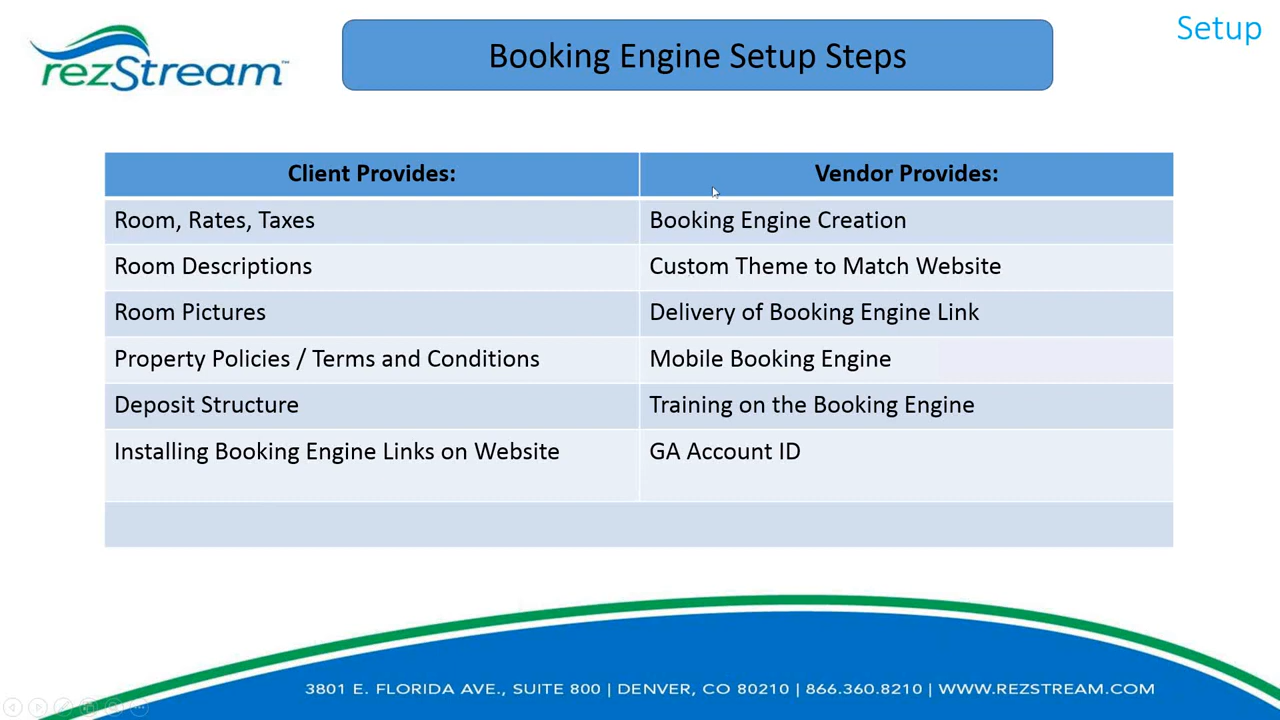 Setup
rezStream™
Booking Engine Setup Steps
Client Provides: Vendor Provides:
Room, Rates, Taxes Booking Engine Creation
Room Descriptions Custom Theme to Match Website
Room Pictures Delivery of Booking Engine Link
Property Policies / Terms and Conditions Mobile Booking Engine
Deposit Structure Training on the Booking Engine
Installing Booking Engine Links on Website GA Account ID
3801 E. FLORIDA AVE., SUITE 800 | DENVER, CO 80210 | 866.360.8210 | WWW.REZSTREAM.COM